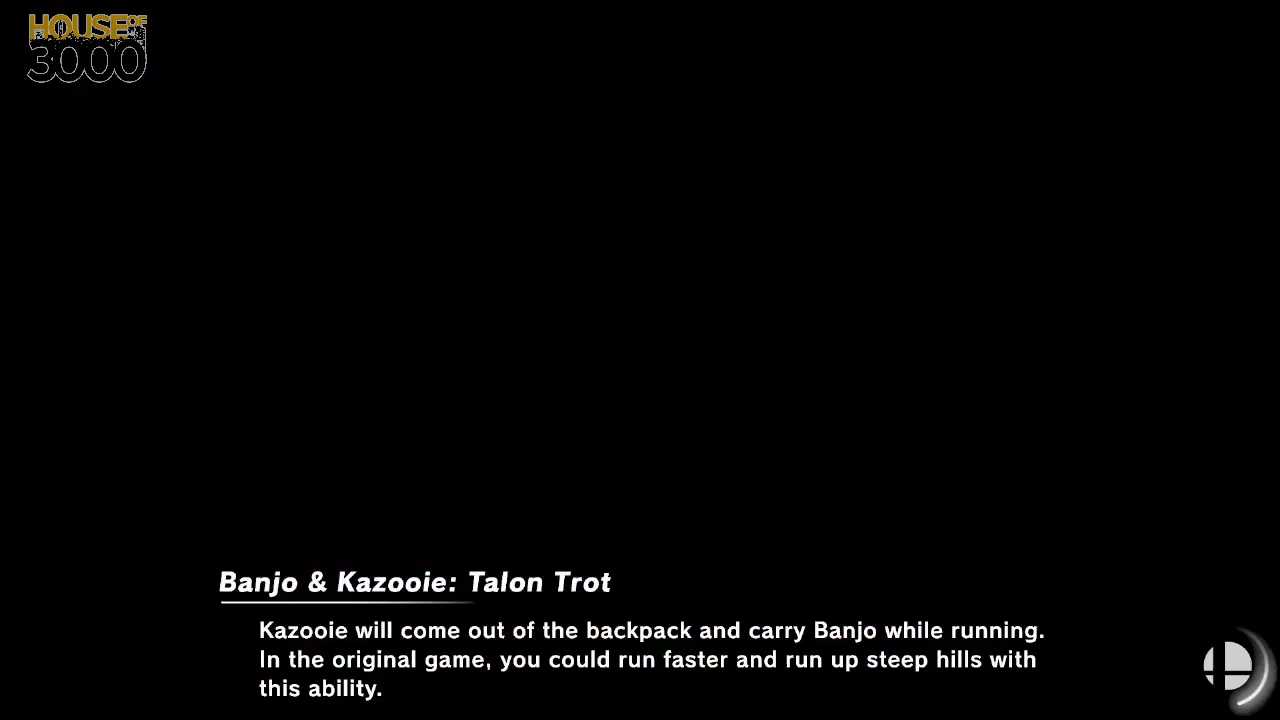 HOUSE OF
3000
Banjo & Kazooie: Talon Trot
Kazooie will come out of the backpack and carry Banjo while running.
In the original game, you could run faster and run up steep hills with
this ability.